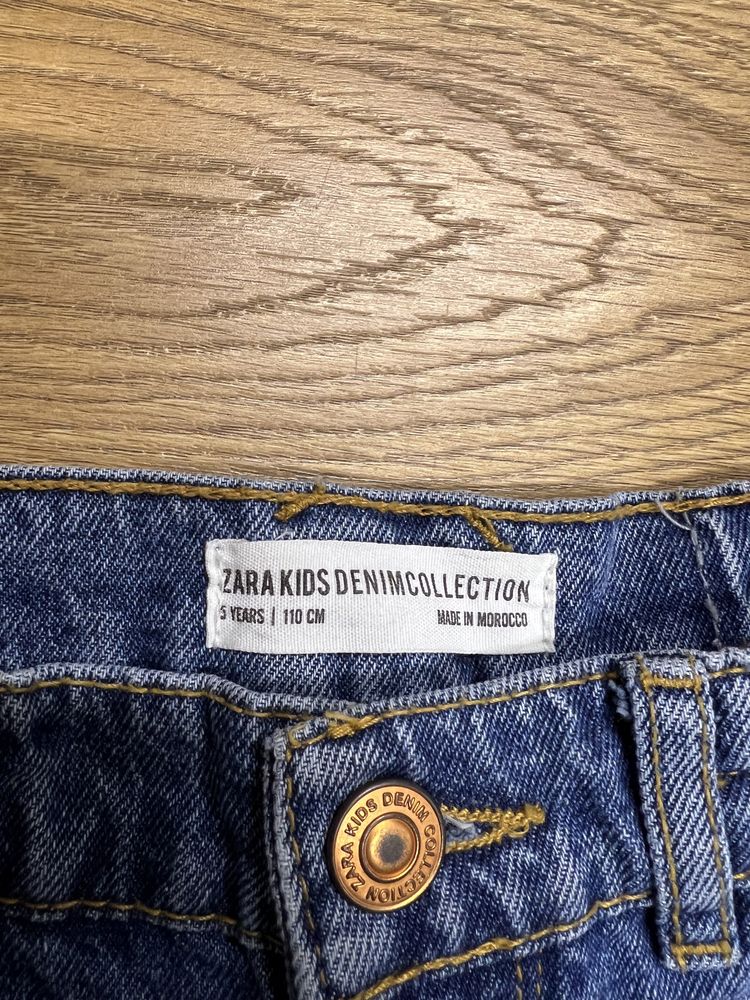 ZARA KIDS DENIMCOLLECTION
5 YEARS | 110 CM MADE IN MOROCCO
ZARA KIDS DENIM COLLECTION